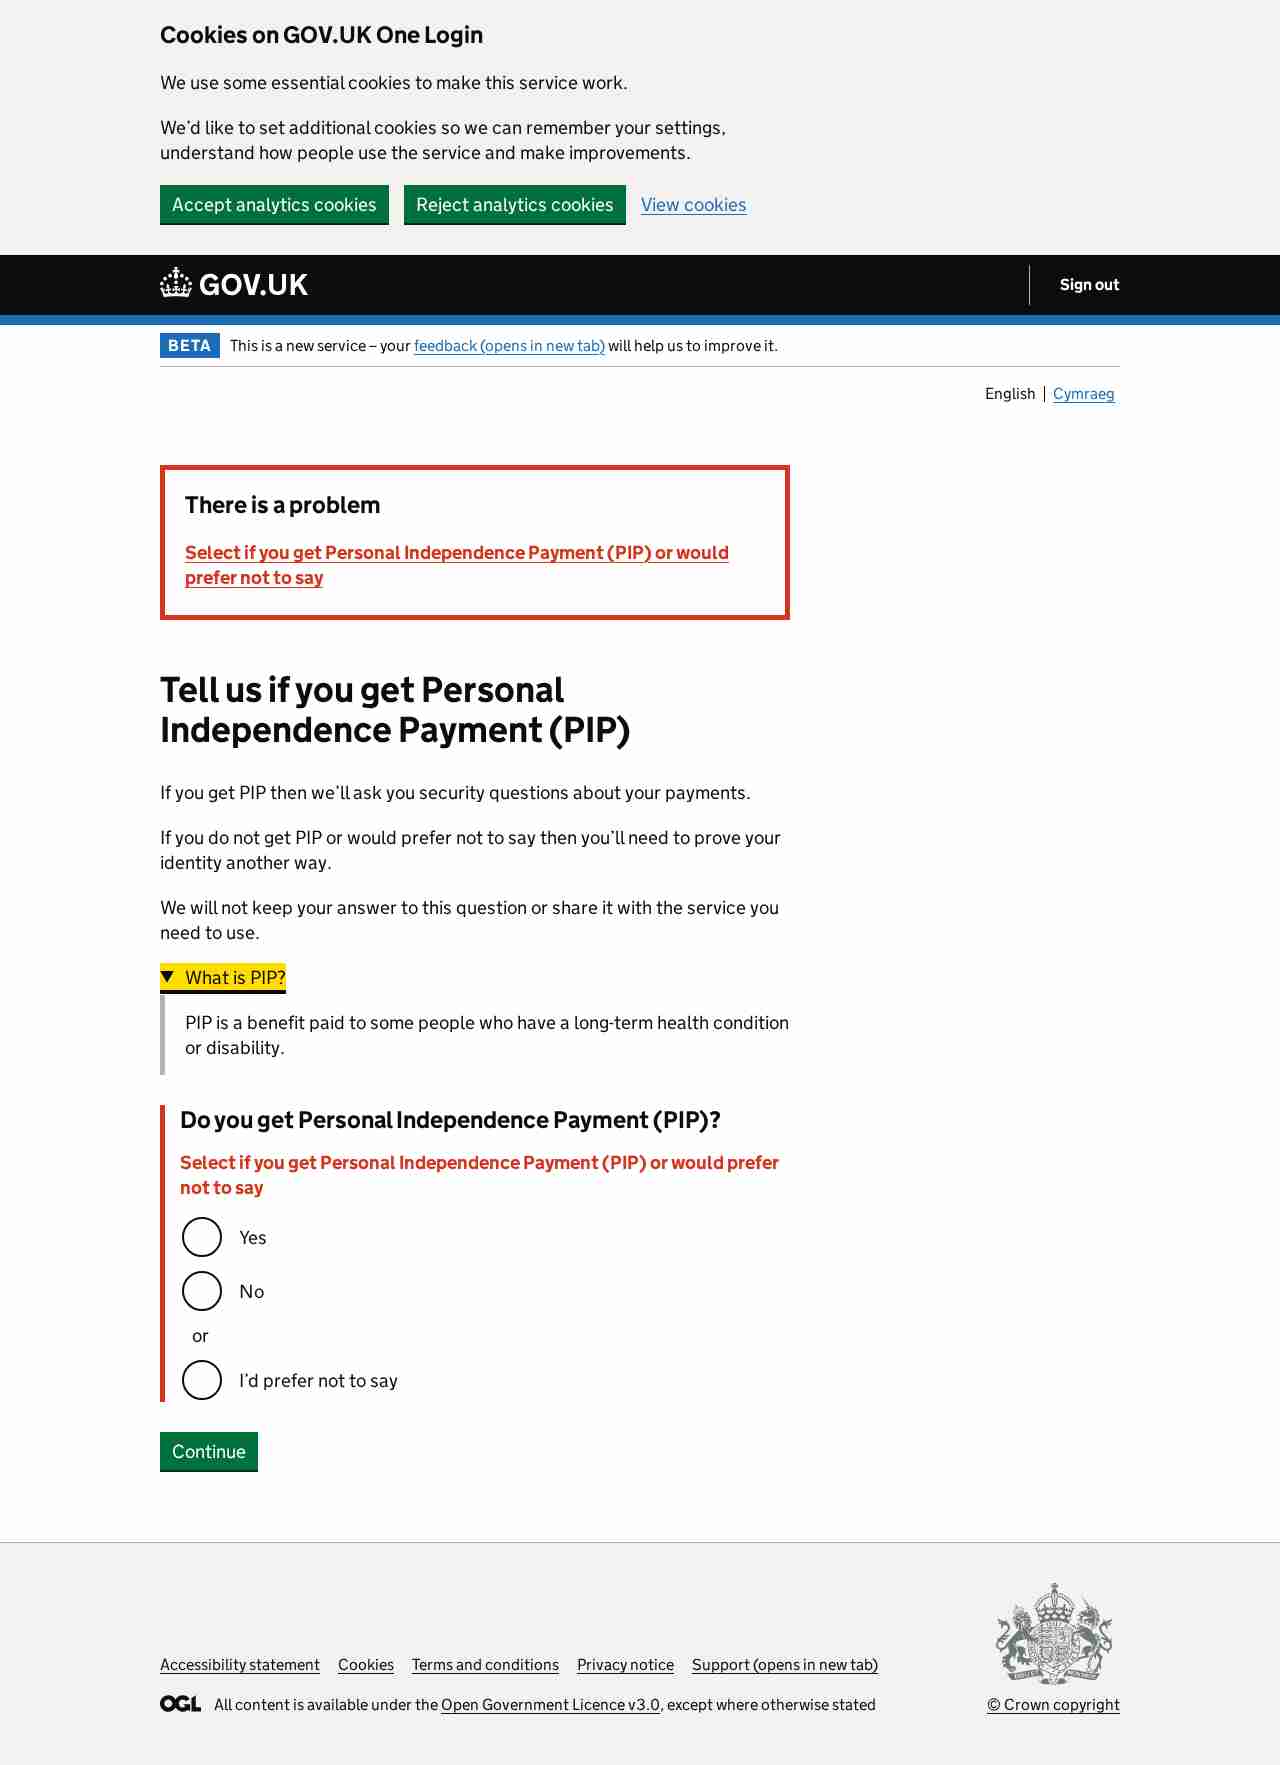 Cookies on GOV.UK One Login
We use some essential cookies to make this service work.
We’d like to set additional cookies so we can remember your settings,
understand how people use the service and make improvements.
Accept analytics cookies Reject analytics cookies View cookies
GOV.UK Sign out
BETA This is a new service – your feedback (opens in new tab) will help us to improve it.
English Cymraeg
There is a problem
Select if you get Personal Independence Payment (PIP) or would
prefer not to say
Tell us if you get Personal
Independence Payment (PIP)
If you get PIP then we’ll ask you security questions about your payments.
If you do not get PIP or would prefer not to say then you’ll need to prove your
identity another way.
We will not keep your answer to this question or share it with the service you
need to use.
What is PIP?
PIP is a benefit paid to some people who have a long-term health condition
or disability.
Do you get Personal Independence Payment (PIP)?
Select if you get Personal Independence Payment (PIP) or would prefer
not to say
Yes
No
or
I’d prefer not to say
Continue
Accessibility statement Cookies Terms and conditions Privacy notice Support (opens in new tab)
OGL All content is available under the Open Government Licence v3.0, except where otherwise stated © Crown copyright